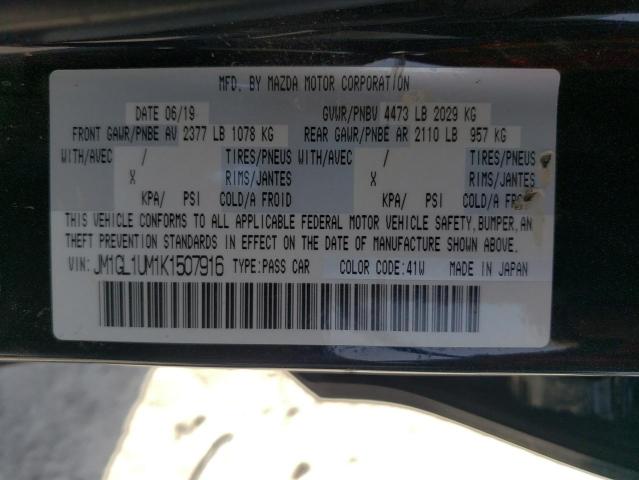 MFD. BY MAZDA MOTOR CORPORATION
DATE 06/19 GVWR/PNBV 4473 LB 2029 KG
FRONT GAWR/PNBE AV 2377 LB 1078 KG REAR GAWR/PNBE AR 2110 LB 957 KG
WITH/AVEC / TIRES/PNEUS WITH/AVEC / TIRES/PNEUS
X RIMS/JANTES X RIMS/JANTES
KPA/ PSI COLD/A FROID KPA/ PSI COLD/A FROID
THIS VEHICLE CONFORMS TO ALL APPLICABLE FEDERAL MOTOR VEHICLE SAFETY, BUMPER, AN
THEFT PREVENTION STANDARDS IN EFFECT ON THE DATE OF MANUFACTURE SHOWN ABOVE.
VIN: JM1GL1UM1K1507916 TYPE: PASS CAR COLOR CODE: 41W MADE IN JAPAN